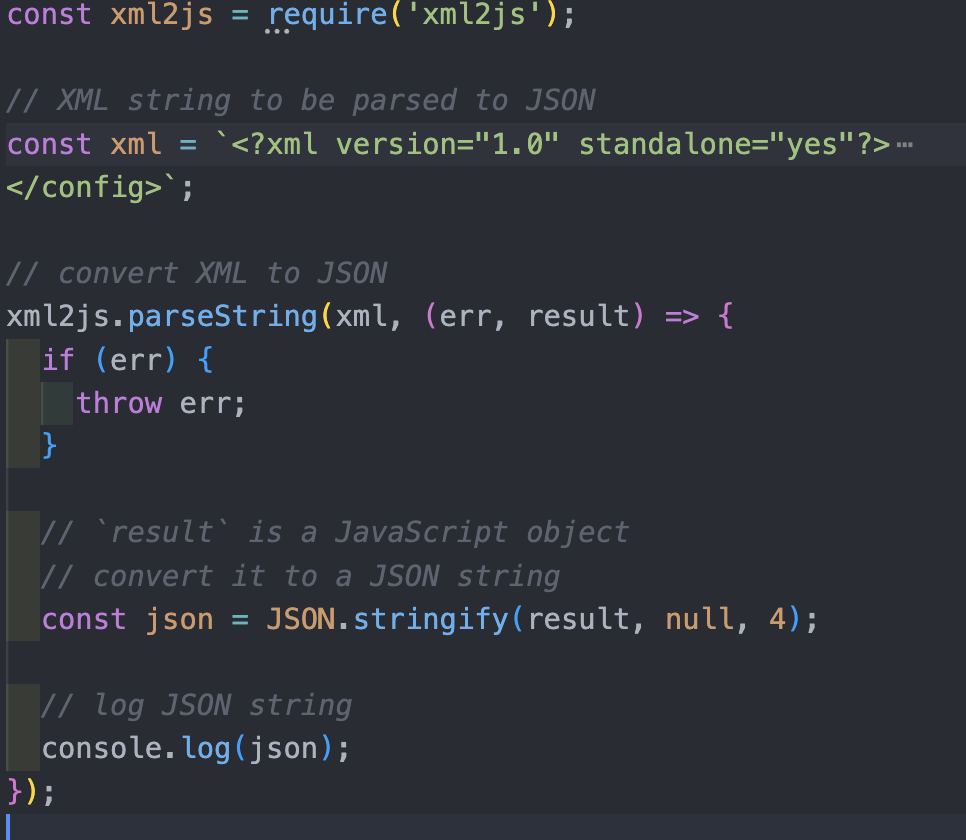 const xml2js = require('xml2js');
// XML string to be parsed to JSON
const xml = `<?xml version="1.0" standalone="yes"?>⋯
</config>`;
// convert XML to JSON
xml2js.parseString(xml, (err, result) => {
  if (err) {
    throw err;
  }
  // `result` is a JavaScript object
  // convert it to a JSON string
  const json = JSON.stringify(result, null, 4);
  // log JSON string
  console.log(json);
});